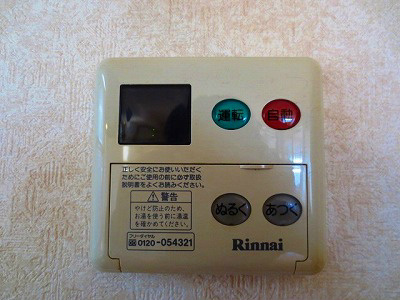 運転
自動
正しく安全にお使いいただく
ためにご使用の前に必ず取扱
説明書をよくお読みください。
⚠警告
やけど防止のため、
お湯を使う前に湯温
を確かめてください。
ぬるく
あつく
フリーダイヤル
0120-054321
Rinnai